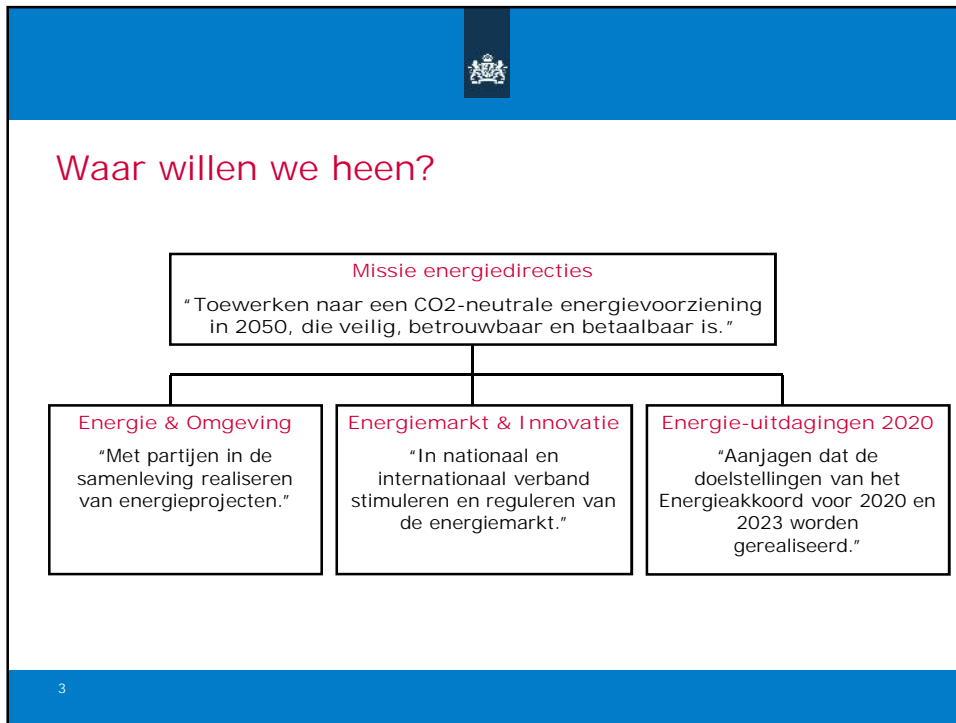 Waar willen we heen?
Missie energiedirecties
“Toewerken naar een CO2-neutrale energievoorziening
in 2050, die veilig, betrouwbaar en betaalbaar is.”
Energie & Omgeving
“Met partijen in de
samenleving realiseren
van energieprojecten.”
Energiemarkt & Innovatie
“In nationaal en
internationaal verband
stimuleren en reguleren van
de energiemarkt.”
Energie-uitdagingen 2020
“Aanjagen dat de
doelstellingen van het
Energieakkoord voor 2020 en
2023 worden
gerealiseerd.”
3